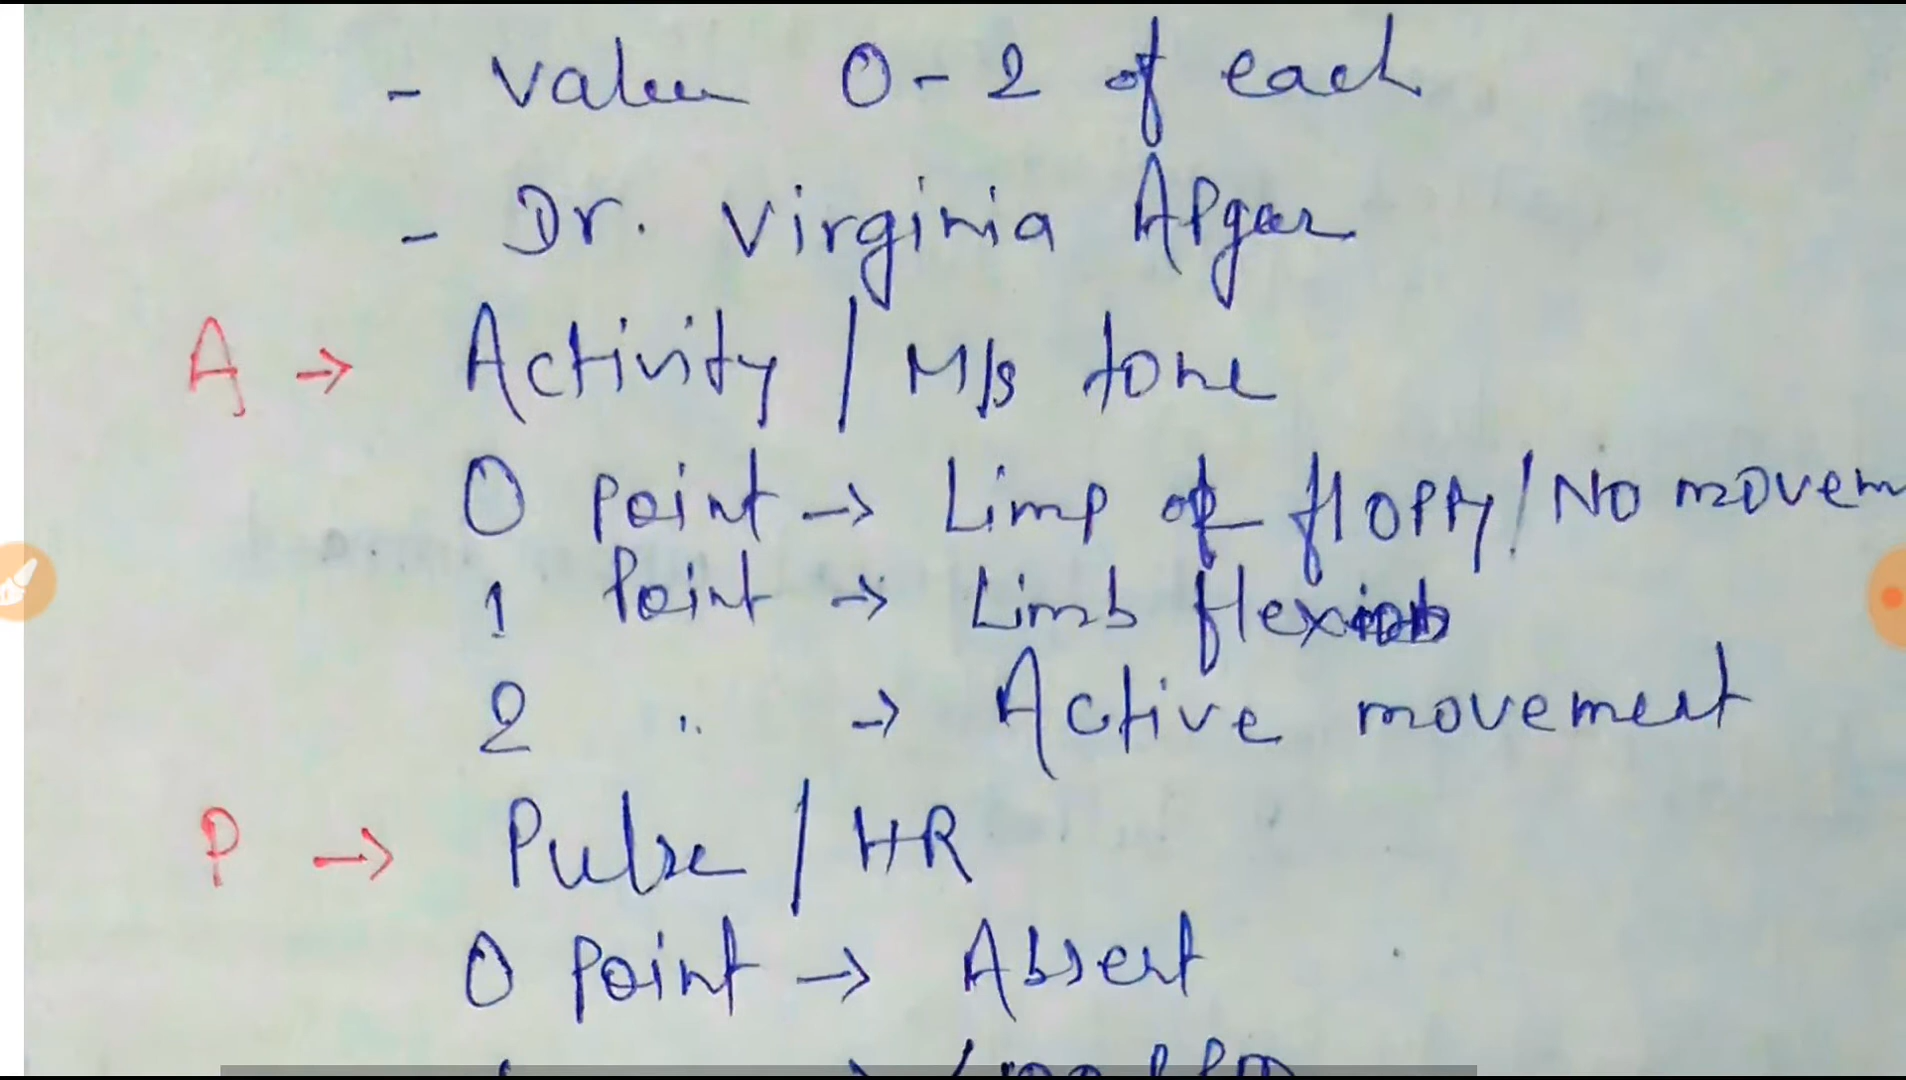 - value 0-2 of each
- Dr. Virginia Apgar
A → Activity / M/s tone
0 point → Limp or floppy / No movem
1 Point → Limb flexion
2 " → Active movement
P → Pulse / HR
0 point → Absent